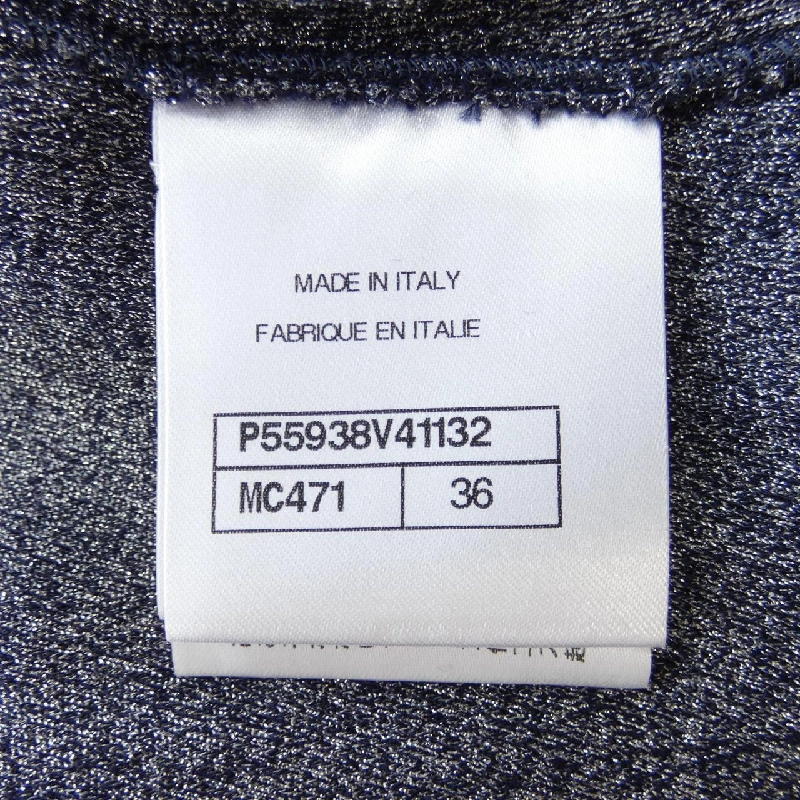 MADE IN ITALY
FABRIQUE EN ITALIE
P55938V41132
MC471 36